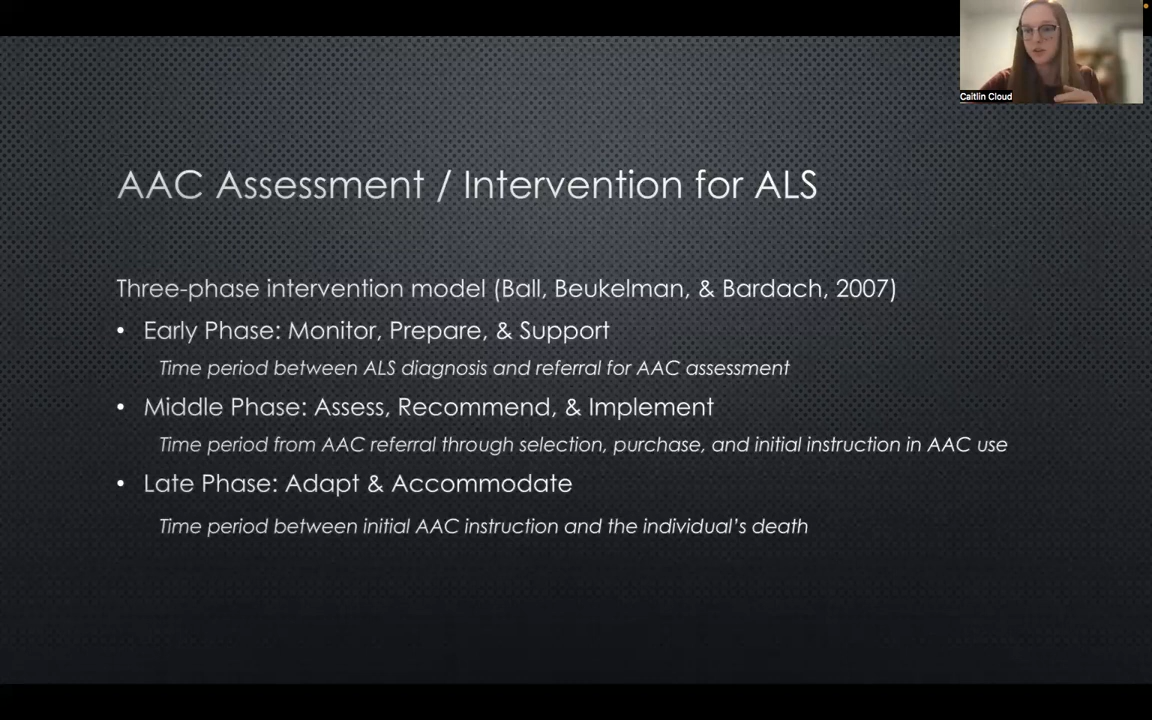 Caitlin Cloud
AAC Assessment / Intervention for ALS
Three-phase intervention model (Ball, Beukelman, & Bardach, 2007)
• Early Phase: Monitor, Prepare, & Support
Time period between ALS diagnosis and referral for AAC assessment
• Middle Phase: Assess, Recommend, & Implement
Time period from AAC referral through selection, purchase, and initial instruction in AAC use
• Late Phase: Adapt & Accommodate
Time period between initial AAC instruction and the individual’s death